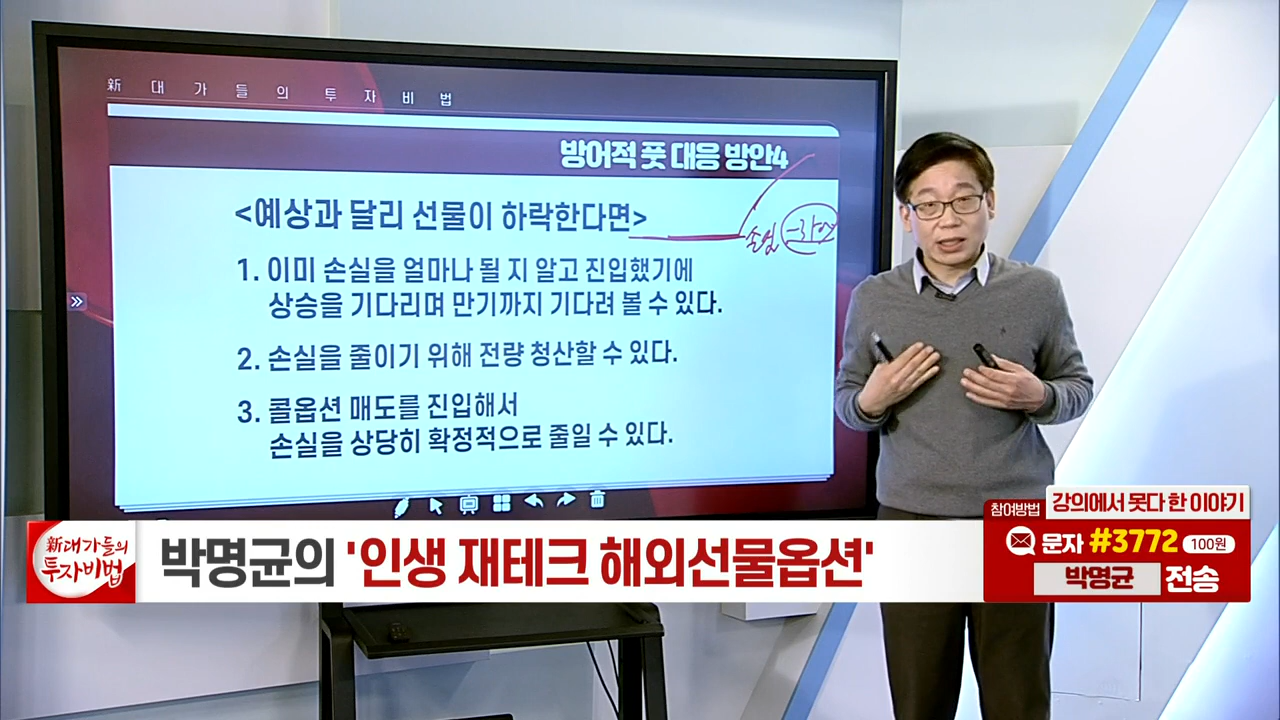 新 대 가 들 의 투 자 비 법
방어적 풋 대응 방안4
<예상과 달리 선물이 하락한다면>
손실
1. 이미 손실을 얼마나 될 지 알고 진입했기에
상승을 기다리며 만기까지 기다려 볼 수 있다.
2. 손실을 줄이기 위해 전량 청산할 수 있다.
3. 콜옵션 매도를 진입해서
손실을 상당히 확정적으로 줄일 수 있다.
新대가들의
투자비법
박명균의 '인생 재테크 해외선물옵션'
참여방법 강의에서 못다 한 이야기
문자 #3772 100원
박명균 전송